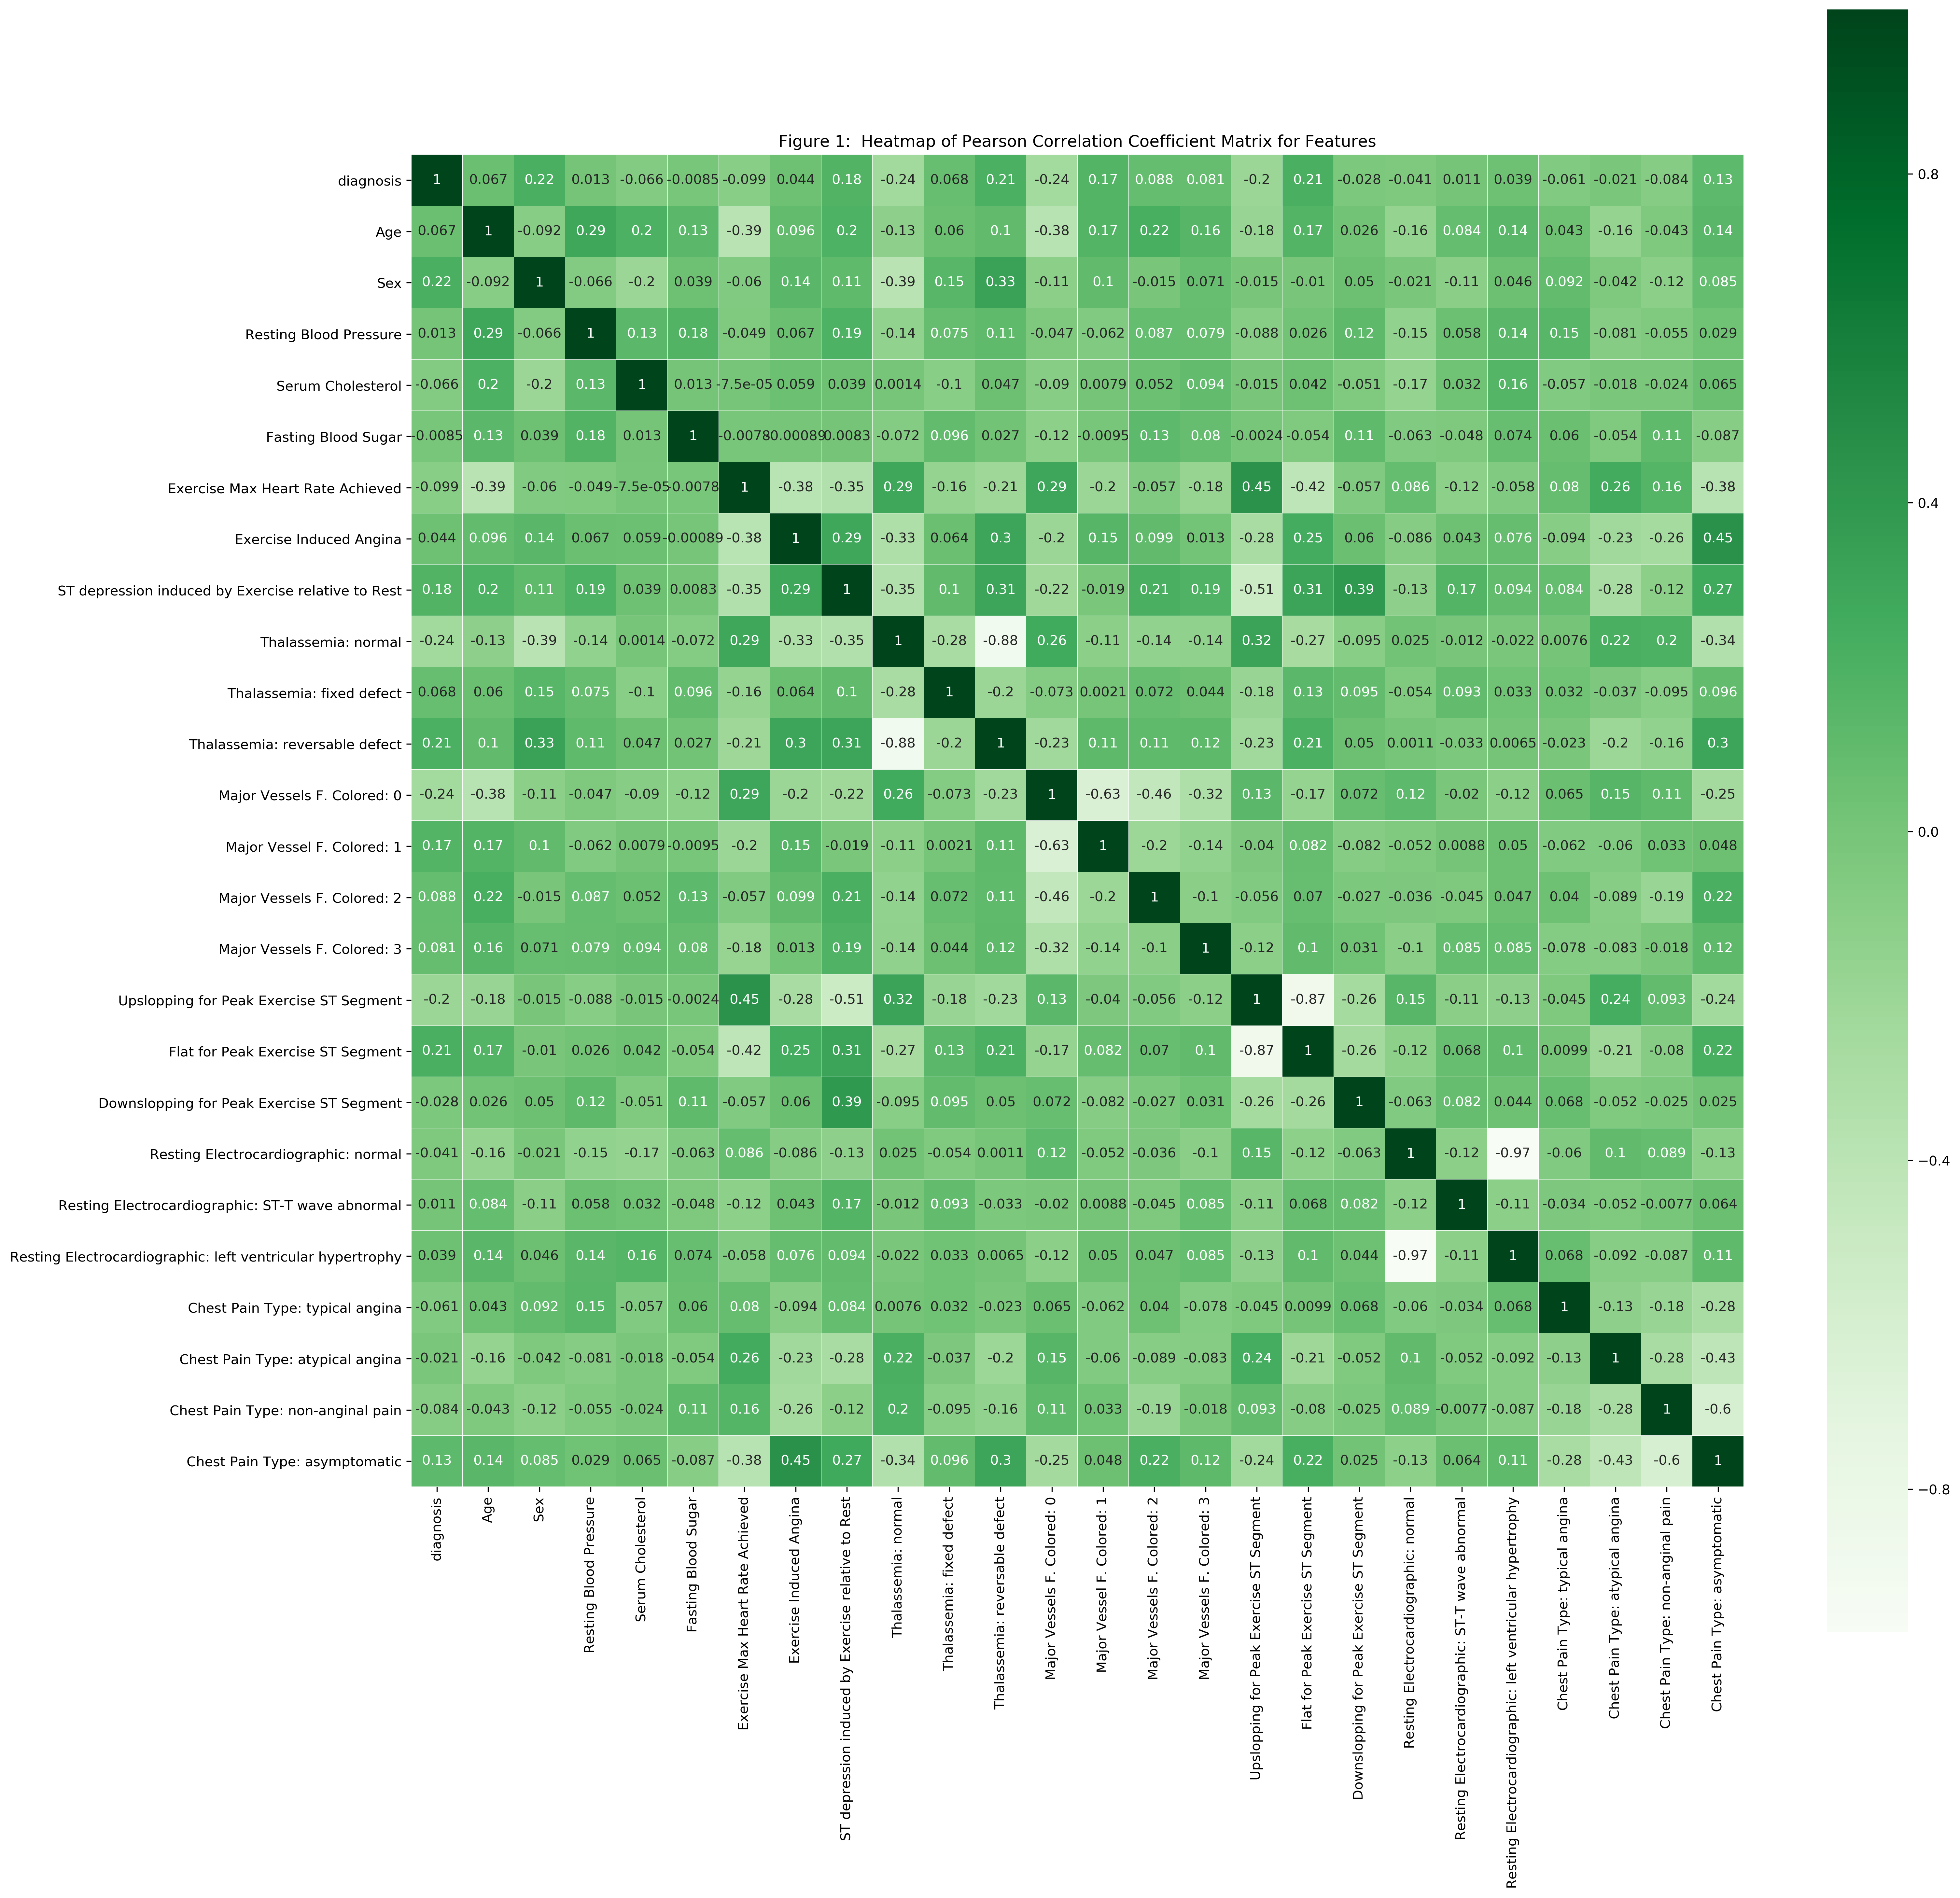 Figure 1:  Heatmap of Pearson Correlation Coefficient Matrix for Features
diagnosis 1 0.067 0.22 0.013 -0.066 -0.0085 -0.099 0.044 0.18 -0.24 0.068 0.21 -0.24 0.17 0.088 0.081 -0.2 0.21 -0.028 -0.041 0.011 0.039 -0.061 -0.021 -0.084 0.13
Age 0.067 1 -0.092 0.29 0.2 0.13 -0.39 0.096 0.2 -0.13 0.06 0.1 -0.38 0.17 0.22 0.16 -0.18 0.17 0.026 -0.16 0.084 0.14 0.043 -0.16 -0.043 0.14
Sex 0.22 -0.092 1 -0.066 -0.2 0.039 -0.06 0.14 0.11 -0.39 0.15 0.33 -0.11 0.1 -0.015 0.071 -0.015 -0.01 0.05 -0.021 -0.11 0.046 0.092 -0.042 -0.12 0.085
Resting Blood Pressure 0.013 0.29 -0.066 1 0.13 0.18 -0.049 0.067 0.19 -0.14 0.075 0.11 -0.047 -0.062 0.087 0.079 -0.088 0.026 0.12 -0.15 0.058 0.14 0.15 -0.081 -0.055 0.029
Serum Cholesterol -0.066 0.2 -0.2 0.13 1 0.013 -7.5e-05 0.059 0.039 0.0014 -0.1 0.047 -0.09 0.0079 0.052 0.094 -0.015 0.042 -0.051 -0.17 0.032 0.16 -0.057 -0.018 -0.024 0.065
Fasting Blood Sugar -0.0085 0.13 0.039 0.18 0.013 1 -0.0078 -0.00089 0.0083 -0.072 0.096 0.027 -0.12 -0.0095 0.13 0.08 -0.0024 -0.054 0.11 -0.063 -0.048 0.074 0.06 -0.054 0.11 -0.087
Exercise Max Heart Rate Achieved -0.099 -0.39 -0.06 -0.049 -7.5e-05 -0.0078 1 -0.38 -0.35 0.29 -0.16 -0.21 0.29 -0.2 -0.057 -0.18 0.45 -0.42 -0.057 0.086 -0.12 -0.058 0.08 0.26 0.16 -0.38
Exercise Induced Angina 0.044 0.096 0.14 0.067 0.059 -0.00089 -0.38 1 0.29 -0.33 0.064 0.3 -0.2 0.15 0.099 0.013 -0.28 0.25 0.06 -0.086 0.043 0.076 -0.094 -0.23 -0.26 0.45
ST depression induced by Exercise relative to Rest 0.18 0.2 0.11 0.19 0.039 0.0083 -0.35 0.29 1 -0.35 0.1 0.31 -0.22 -0.019 0.21 0.19 -0.51 0.31 0.39 -0.13 0.17 0.094 0.084 -0.28 -0.12 0.27
Thalassemia: normal -0.24 -0.13 -0.39 -0.14 0.0014 -0.072 0.29 -0.33 -0.35 1 -0.28 -0.88 0.26 -0.11 -0.14 -0.14 0.32 -0.27 -0.095 0.025 -0.012 -0.022 0.0076 0.22 0.2 -0.34
Thalassemia: fixed defect 0.068 0.06 0.15 0.075 -0.1 0.096 -0.16 0.064 0.1 -0.28 1 -0.2 -0.073 0.0021 0.072 0.044 -0.18 0.13 0.095 -0.054 0.093 0.033 0.032 -0.037 -0.095 0.096
Thalassemia: reversable defect 0.21 0.1 0.33 0.11 0.047 0.027 -0.21 0.3 0.31 -0.88 -0.2 1 -0.23 0.11 0.11 0.12 -0.23 0.21 0.05 0.0011 -0.033 0.0065 -0.023 -0.2 -0.16 0.3
Major Vessels F. Colored: 0 -0.24 -0.38 -0.11 -0.047 -0.09 -0.12 0.29 -0.2 -0.22 0.26 -0.073 -0.23 1 -0.63 -0.46 -0.32 0.13 -0.17 0.072 0.12 -0.02 -0.12 0.065 0.15 0.11 -0.25
Major Vessel F. Colored: 1 0.17 0.17 0.1 -0.062 0.0079 -0.0095 -0.2 0.15 -0.019 -0.11 0.0021 0.11 -0.63 1 -0.2 -0.14 -0.04 0.082 -0.082 -0.052 0.0088 0.05 -0.062 -0.06 0.033 0.048
Major Vessels F. Colored: 2 0.088 0.22 -0.015 0.087 0.052 0.13 -0.057 0.099 0.21 -0.14 0.072 0.11 -0.46 -0.2 1 -0.1 -0.056 0.07 -0.027 -0.036 -0.045 0.047 0.04 -0.089 -0.19 0.22
Major Vessels F. Colored: 3 0.081 0.16 0.071 0.079 0.094 0.08 -0.18 0.013 0.19 -0.14 0.044 0.12 -0.32 -0.14 -0.1 1 -0.12 0.1 0.031 -0.1 0.085 0.085 -0.078 -0.083 -0.018 0.12
Upslopping for Peak Exercise ST Segment -0.2 -0.18 -0.015 -0.088 -0.015 -0.0024 0.45 -0.28 -0.51 0.32 -0.18 -0.23 0.13 -0.04 -0.056 -0.12 1 -0.87 -0.26 0.15 -0.11 -0.13 -0.045 0.24 0.093 -0.24
Flat for Peak Exercise ST Segment 0.21 0.17 -0.01 0.026 0.042 -0.054 -0.42 0.25 0.31 -0.27 0.13 0.21 -0.17 0.082 0.07 0.1 -0.87 1 -0.26 -0.12 0.068 0.1 0.0099 -0.21 -0.08 0.22
Downslopping for Peak Exercise ST Segment -0.028 0.026 0.05 0.12 -0.051 0.11 -0.057 0.06 0.39 -0.095 0.095 0.05 0.072 -0.082 -0.027 0.031 -0.26 -0.26 1 -0.063 0.082 0.044 0.068 -0.052 -0.025 0.025
Resting Electrocardiographic: normal -0.041 -0.16 -0.021 -0.15 -0.17 -0.063 0.086 -0.086 -0.13 0.025 -0.054 0.0011 0.12 -0.052 -0.036 -0.1 0.15 -0.12 -0.063 1 -0.12 -0.97 -0.06 0.1 0.089 -0.13
Resting Electrocardiographic: ST-T wave abnormal 0.011 0.084 -0.11 0.058 0.032 -0.048 -0.12 0.043 0.17 -0.012 0.093 -0.033 -0.02 0.0088 -0.045 0.085 -0.11 0.068 0.082 -0.12 1 -0.11 -0.034 -0.052 -0.0077 0.064
Resting Electrocardiographic: left ventricular hypertrophy 0.039 0.14 0.046 0.14 0.16 0.074 -0.058 0.076 0.094 -0.022 0.033 0.0065 -0.12 0.05 0.047 0.085 -0.13 0.1 0.044 -0.97 -0.11 1 0.068 -0.092 -0.087 0.11
Chest Pain Type: typical angina -0.061 0.043 0.092 0.15 -0.057 0.06 0.08 -0.094 0.084 0.0076 0.032 -0.023 0.065 -0.062 0.04 -0.078 -0.045 0.0099 0.068 -0.06 -0.034 0.068 1 -0.13 -0.18 -0.28
Chest Pain Type: atypical angina -0.021 -0.16 -0.042 -0.081 -0.018 -0.054 0.26 -0.23 -0.28 0.22 -0.037 -0.2 0.15 -0.06 -0.089 -0.083 0.24 -0.21 -0.052 0.1 -0.052 -0.092 -0.13 1 -0.28 -0.43
Chest Pain Type: non-anginal pain -0.084 -0.043 -0.12 -0.055 -0.024 0.11 0.16 -0.26 -0.12 0.2 -0.095 -0.16 0.11 0.033 -0.19 -0.018 0.093 -0.08 -0.025 0.089 -0.0077 -0.087 -0.18 -0.28 1 -0.6
Chest Pain Type: asymptomatic 0.13 0.14 0.085 0.029 0.065 -0.087 -0.38 0.45 0.27 -0.34 0.096 0.3 -0.25 0.048 0.22 0.12 -0.24 0.22 0.025 -0.13 0.064 0.11 -0.28 -0.43 -0.6 1
diagnosis
Age
Sex
Resting Blood Pressure
Serum Cholesterol
Fasting Blood Sugar
Exercise Max Heart Rate Achieved
Exercise Induced Angina
ST depression induced by Exercise relative to Rest
Thalassemia: normal
Thalassemia: fixed defect
Thalassemia: reversable defect
Major Vessels F. Colored: 0
Major Vessel F. Colored: 1
Major Vessels F. Colored: 2
Major Vessels F. Colored: 3
Upslopping for Peak Exercise ST Segment
Flat for Peak Exercise ST Segment
Downslopping for Peak Exercise ST Segment
Resting Electrocardiographic: normal
Resting Electrocardiographic: ST-T wave abnormal
Resting Electrocardiographic: left ventricular hypertrophy
Chest Pain Type: typical angina
Chest Pain Type: atypical angina
Chest Pain Type: non-anginal pain
Chest Pain Type: asymptomatic
0.8
0.4
0.0
−0.4
−0.8